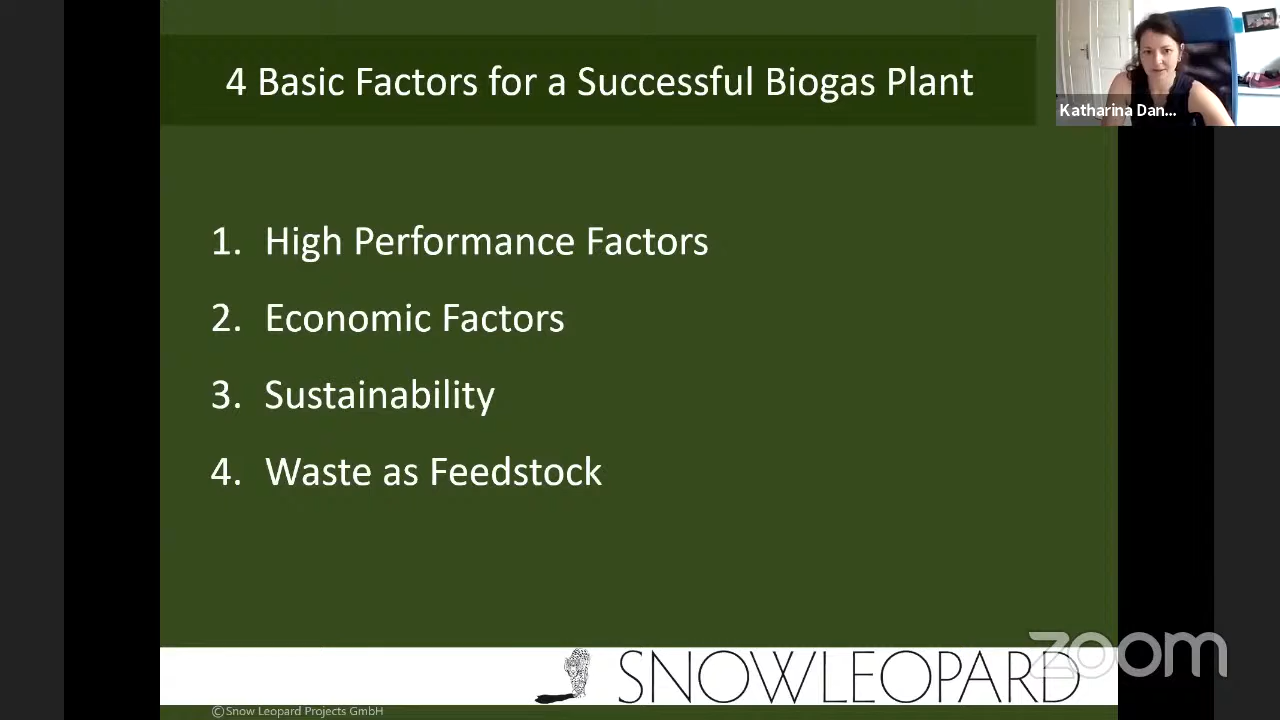 4 Basic Factors for a Successful Biogas Plant
Katharina Dan...
1. High Performance Factors
2. Economic Factors
3. Sustainability
4. Waste as Feedstock
SNOWLEOPARD
zoom
©Snow Leopard Projects GmbH